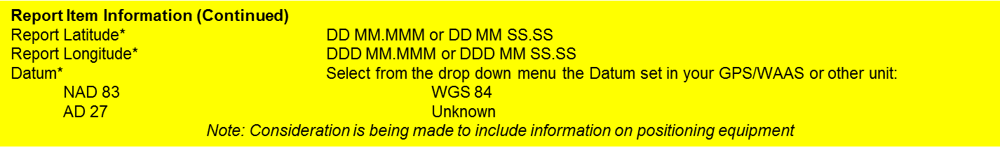 Report Item Information (Continued)
Report Latitude* DD MM.MMM or DD MM SS.SS
Report Longitude* DDD MM.MMM or DDD MM SS.SS
Datum* Select from the drop down menu the Datum set in your GPS/WAAS or other unit:
NAD 83 WGS 84
AD 27 Unknown
Note: Consideration is being made to include information on positioning equipment